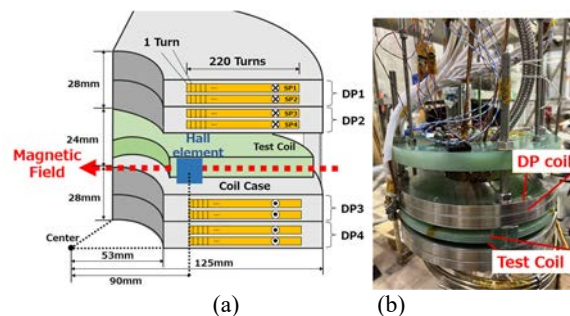 1 Turn
220 Turns
28mm
SP1
SP2
DP1
SP3
SP4
DP2
24mm
Hall
element
Test Coil
Magnetic
Field
Coil Case
28mm
DP3
DP4
Center
53mm
90mm
125mm
(a)
DP coil
Test Coil
(b)